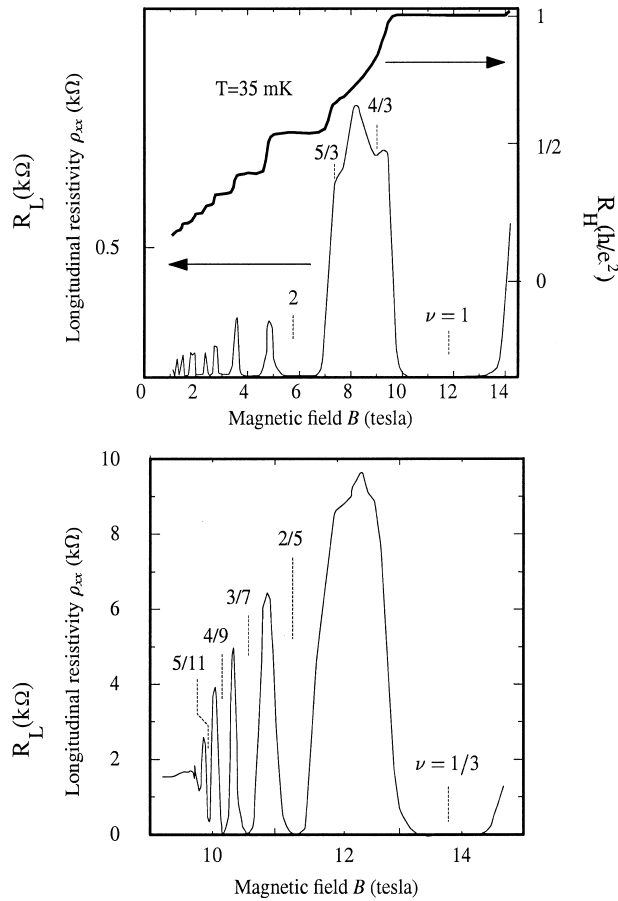 1
T=35 mK
4/3
5/3
1/2
R_L(kΩ)
Longitudinal resistivity ρ_xx (kΩ)
0.5
R_H(h/e²)
2
0
ν = 1
0 2 4 6 8 10 12 14
Magnetic field B (tesla)
10
8
2/5
3/7
6
4/9
5/11
4
R_L(kΩ)
Longitudinal resistivity ρ_xx (kΩ)
2
ν = 1/3
0
10 12 14
Magnetic field B (tesla)